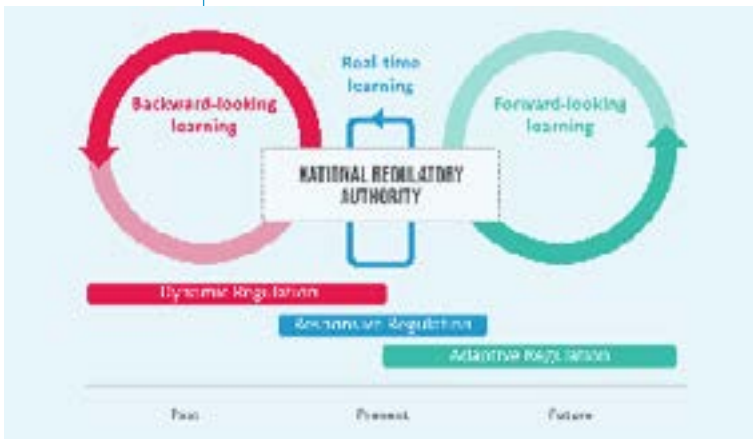 Real-time
learning
Backward-looking
learning
Forward-looking
learning
NATIONAL REGULATORY
AUTHORITY
Dynamic Regulation
Responsive Regulation
Adaptive Regulation
Past Present Future